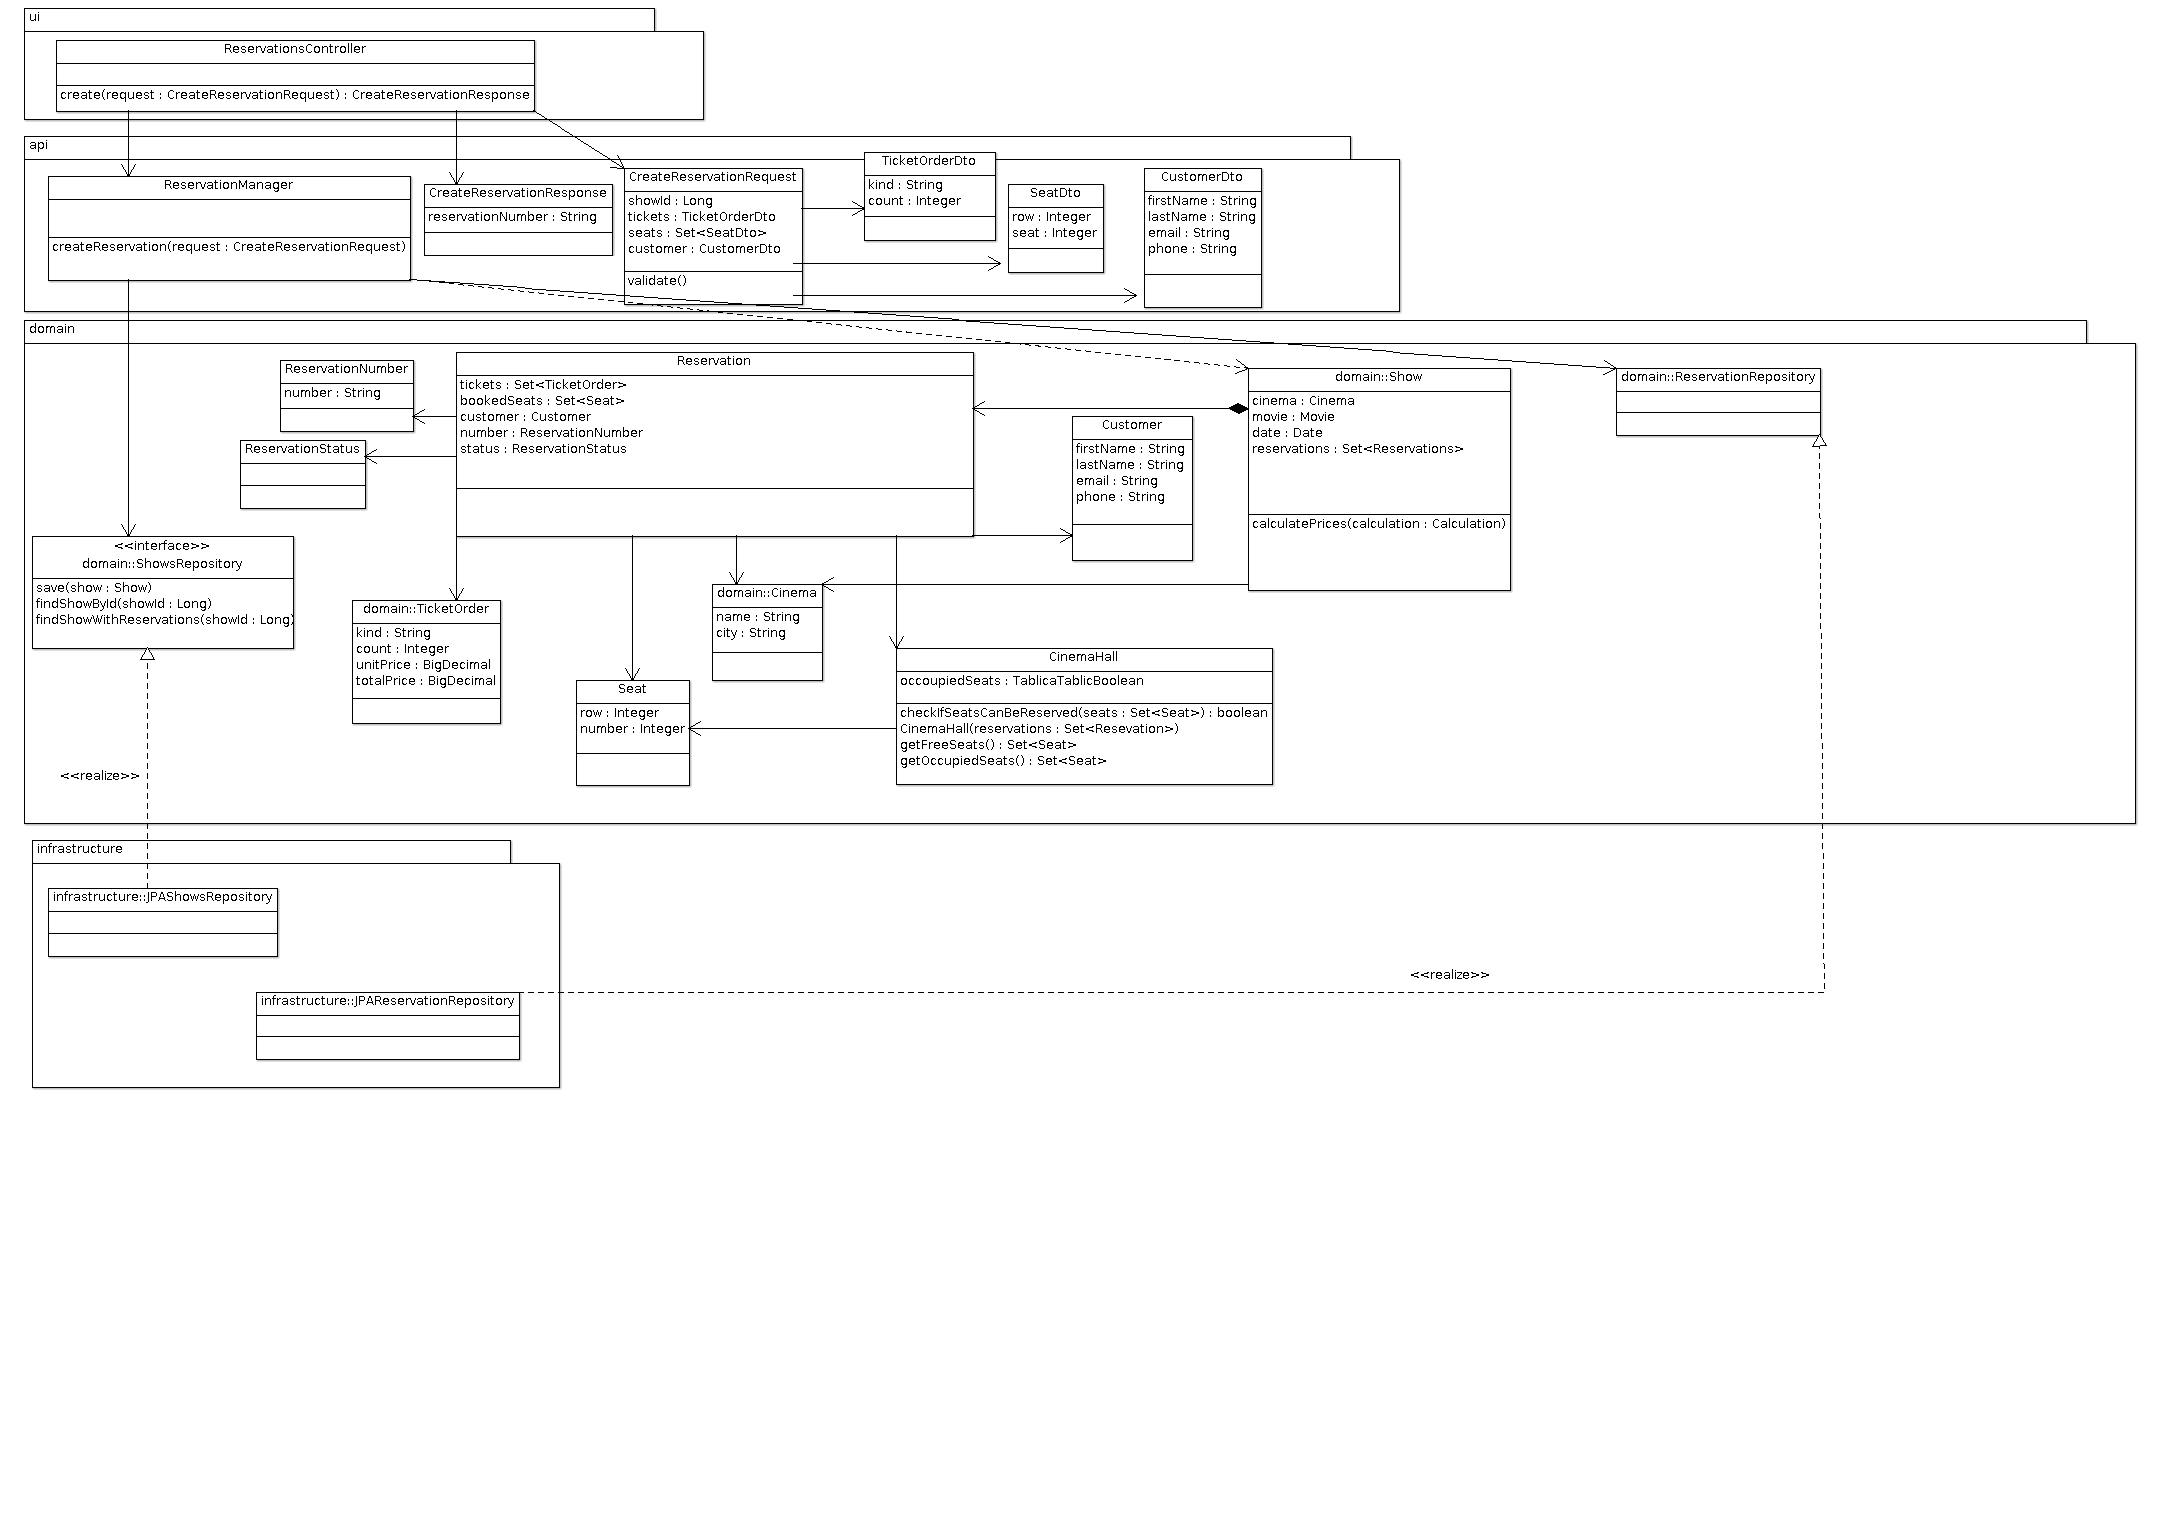 ui
ReservationsController
create(request : CreateReservationRequest) : CreateReservationResponse
api
ReservationManager
createReservation(request : CreateReservationRequest)
CreateReservationResponse
reservationNumber : String
CreateReservationRequest
showId : Long
tickets : TicketOrderDto
seats : Set<SeatDto>
customer : CustomerDto
validate()
TicketOrderDto
kind : String
count : Integer
SeatDto
row : Integer
seat : Integer
CustomerDto
firstName : String
lastName : String
email : String
phone : String
domain
ReservationNumber
number : String
ReservationStatus
Reservation
tickets : Set<TicketOrder>
bookedSeats : Set<Seat>
customer : Customer
number : ReservationNumber
status : ReservationStatus
Customer
firstName : String
lastName : String
email : String
phone : String
domain::Show
cinema : Cinema
movie : Movie
date : Date
reservations : Set<Reservations>
calculatePrices(calculation : Calculation)
domain::ReservationRepository
<<interface>>
domain::ShowsRepository
save(show : Show)
findShowById(showId : Long)
findShowWithReservations(showId : Long)
domain::TicketOrder
kind : String
count : Integer
unitPrice : BigDecimal
totalPrice : BigDecimal
Seat
row : Integer
number : Integer
domain::Cinema
name : String
city : String
CinemaHall
occoupiedSeats : TablicaTablicBoolean
checkIfSeatsCanBeReserved(seats : Set<Seat>) : boolean
CinemaHall(reservations : Set<Resevation>)
getFreeSeats() : Set<Seat>
getOccupiedSeats() : Set<Seat>
<<realize>>
infrastructure
infrastructure::JPAShowsRepository
infrastructure::JPAReservationRepository
<<realize>>